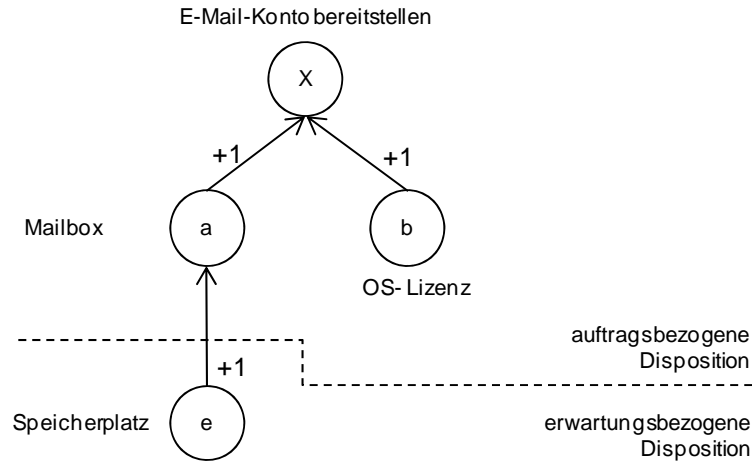 E-Mail-Konto bereitstellen
X
+1 +1
Mailbox a b
OS-Lizenz
auftragsbezogene
Disposition
+1
Speicherplatz e erwartungsbezogene
Disposition